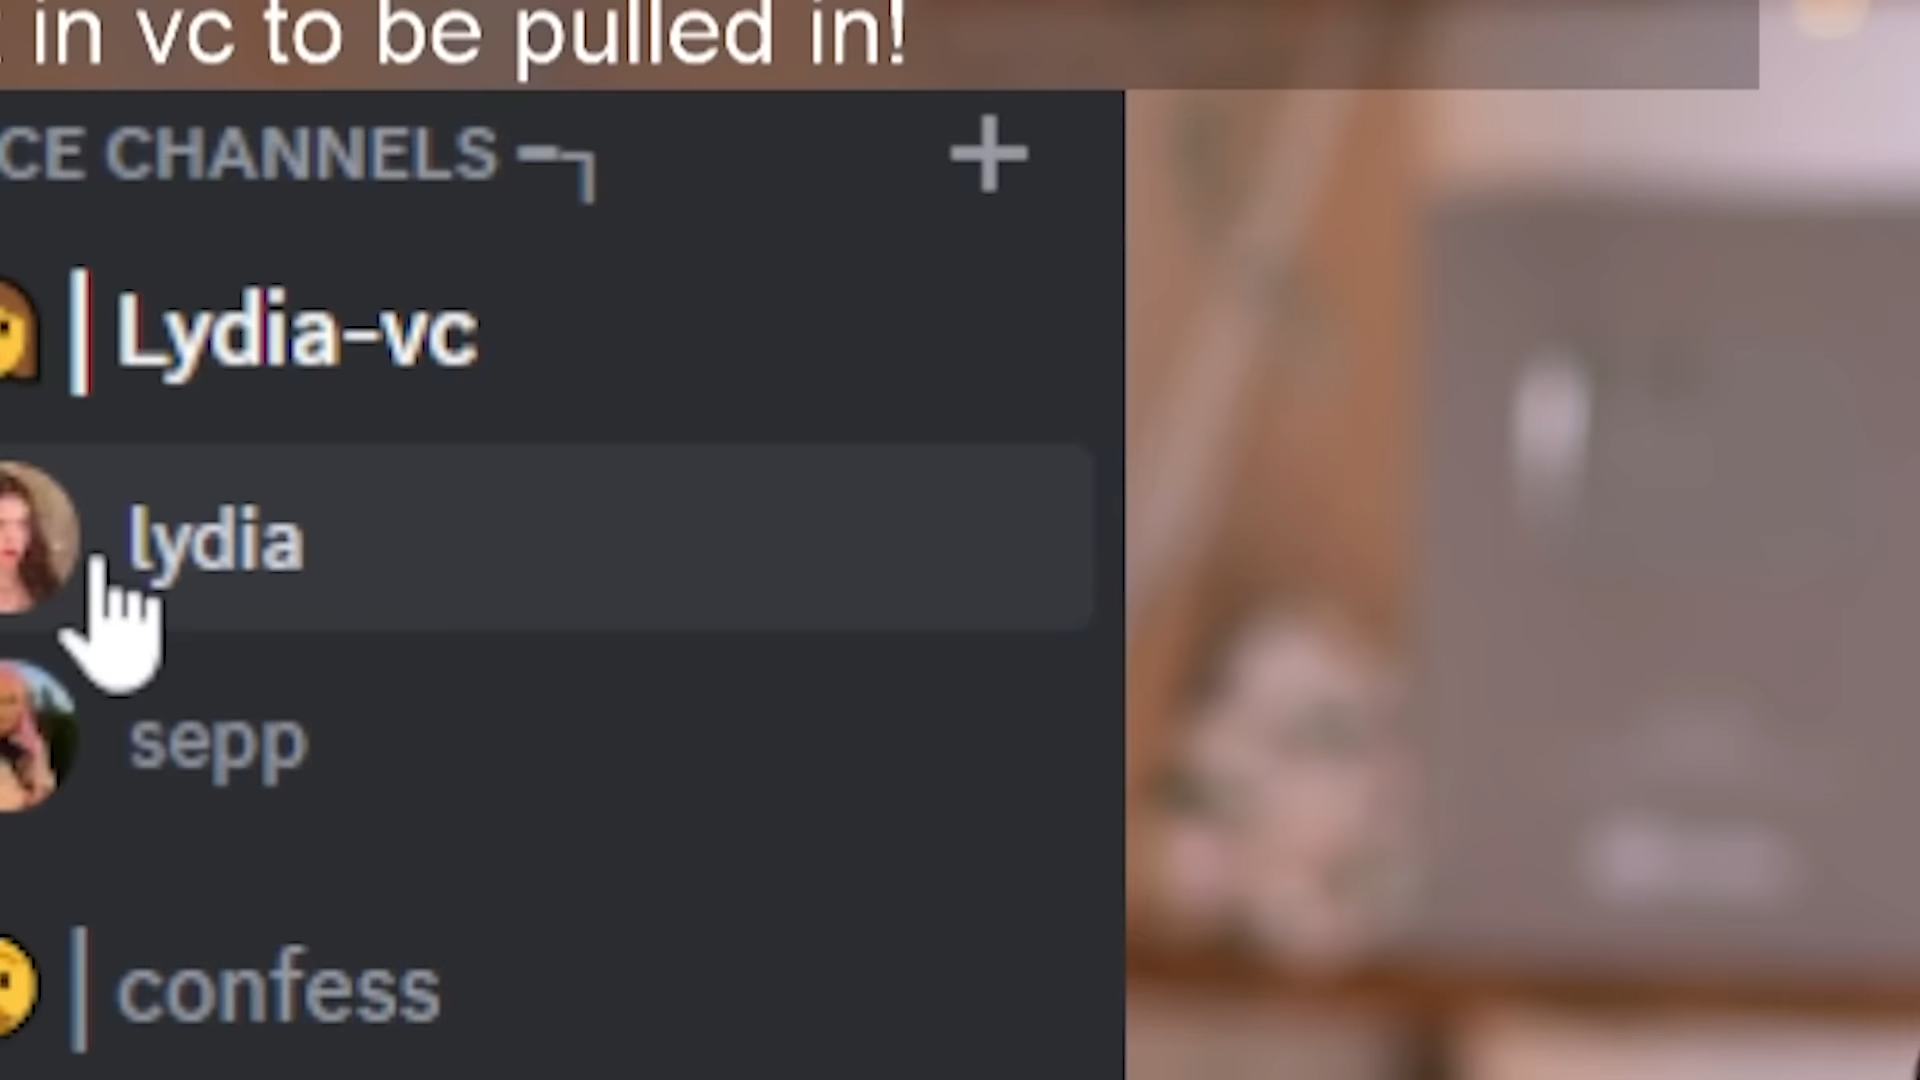 in vc to be pulled in!
CE CHANNELS
Lydia-vc
lydia
sepp
confess